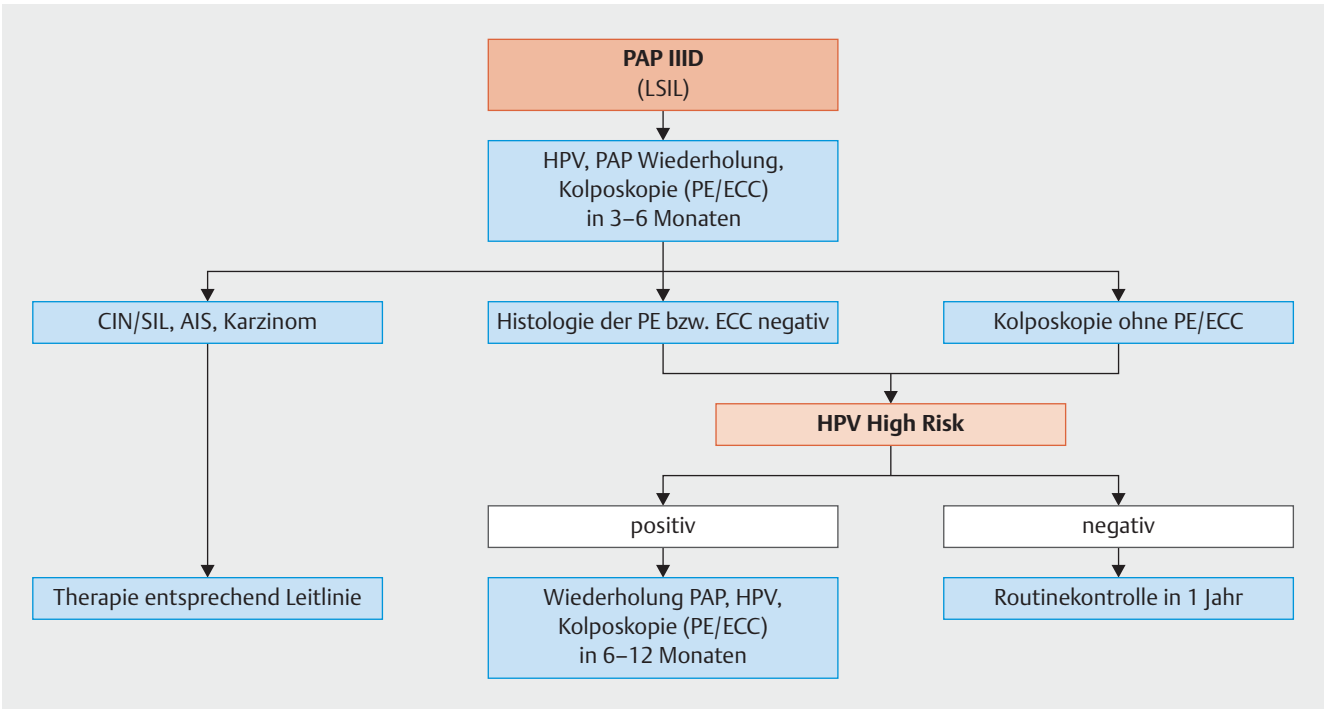 PAP IIID
(LSIL)
HPV, PAP Wiederholung,
Kolposkopie (PE/ECC)
in 3–6 Monaten
CIN/SIL, AIS, Karzinom
Histologie der PE bzw. ECC negativ
Kolposkopie ohne PE/ECC
HPV High Risk
positiv
negativ
Therapie entsprechend Leitlinie
Wiederholung PAP, HPV,
Kolposkopie (PE/ECC)
in 6–12 Monaten
Routinekontrolle in 1 Jahr